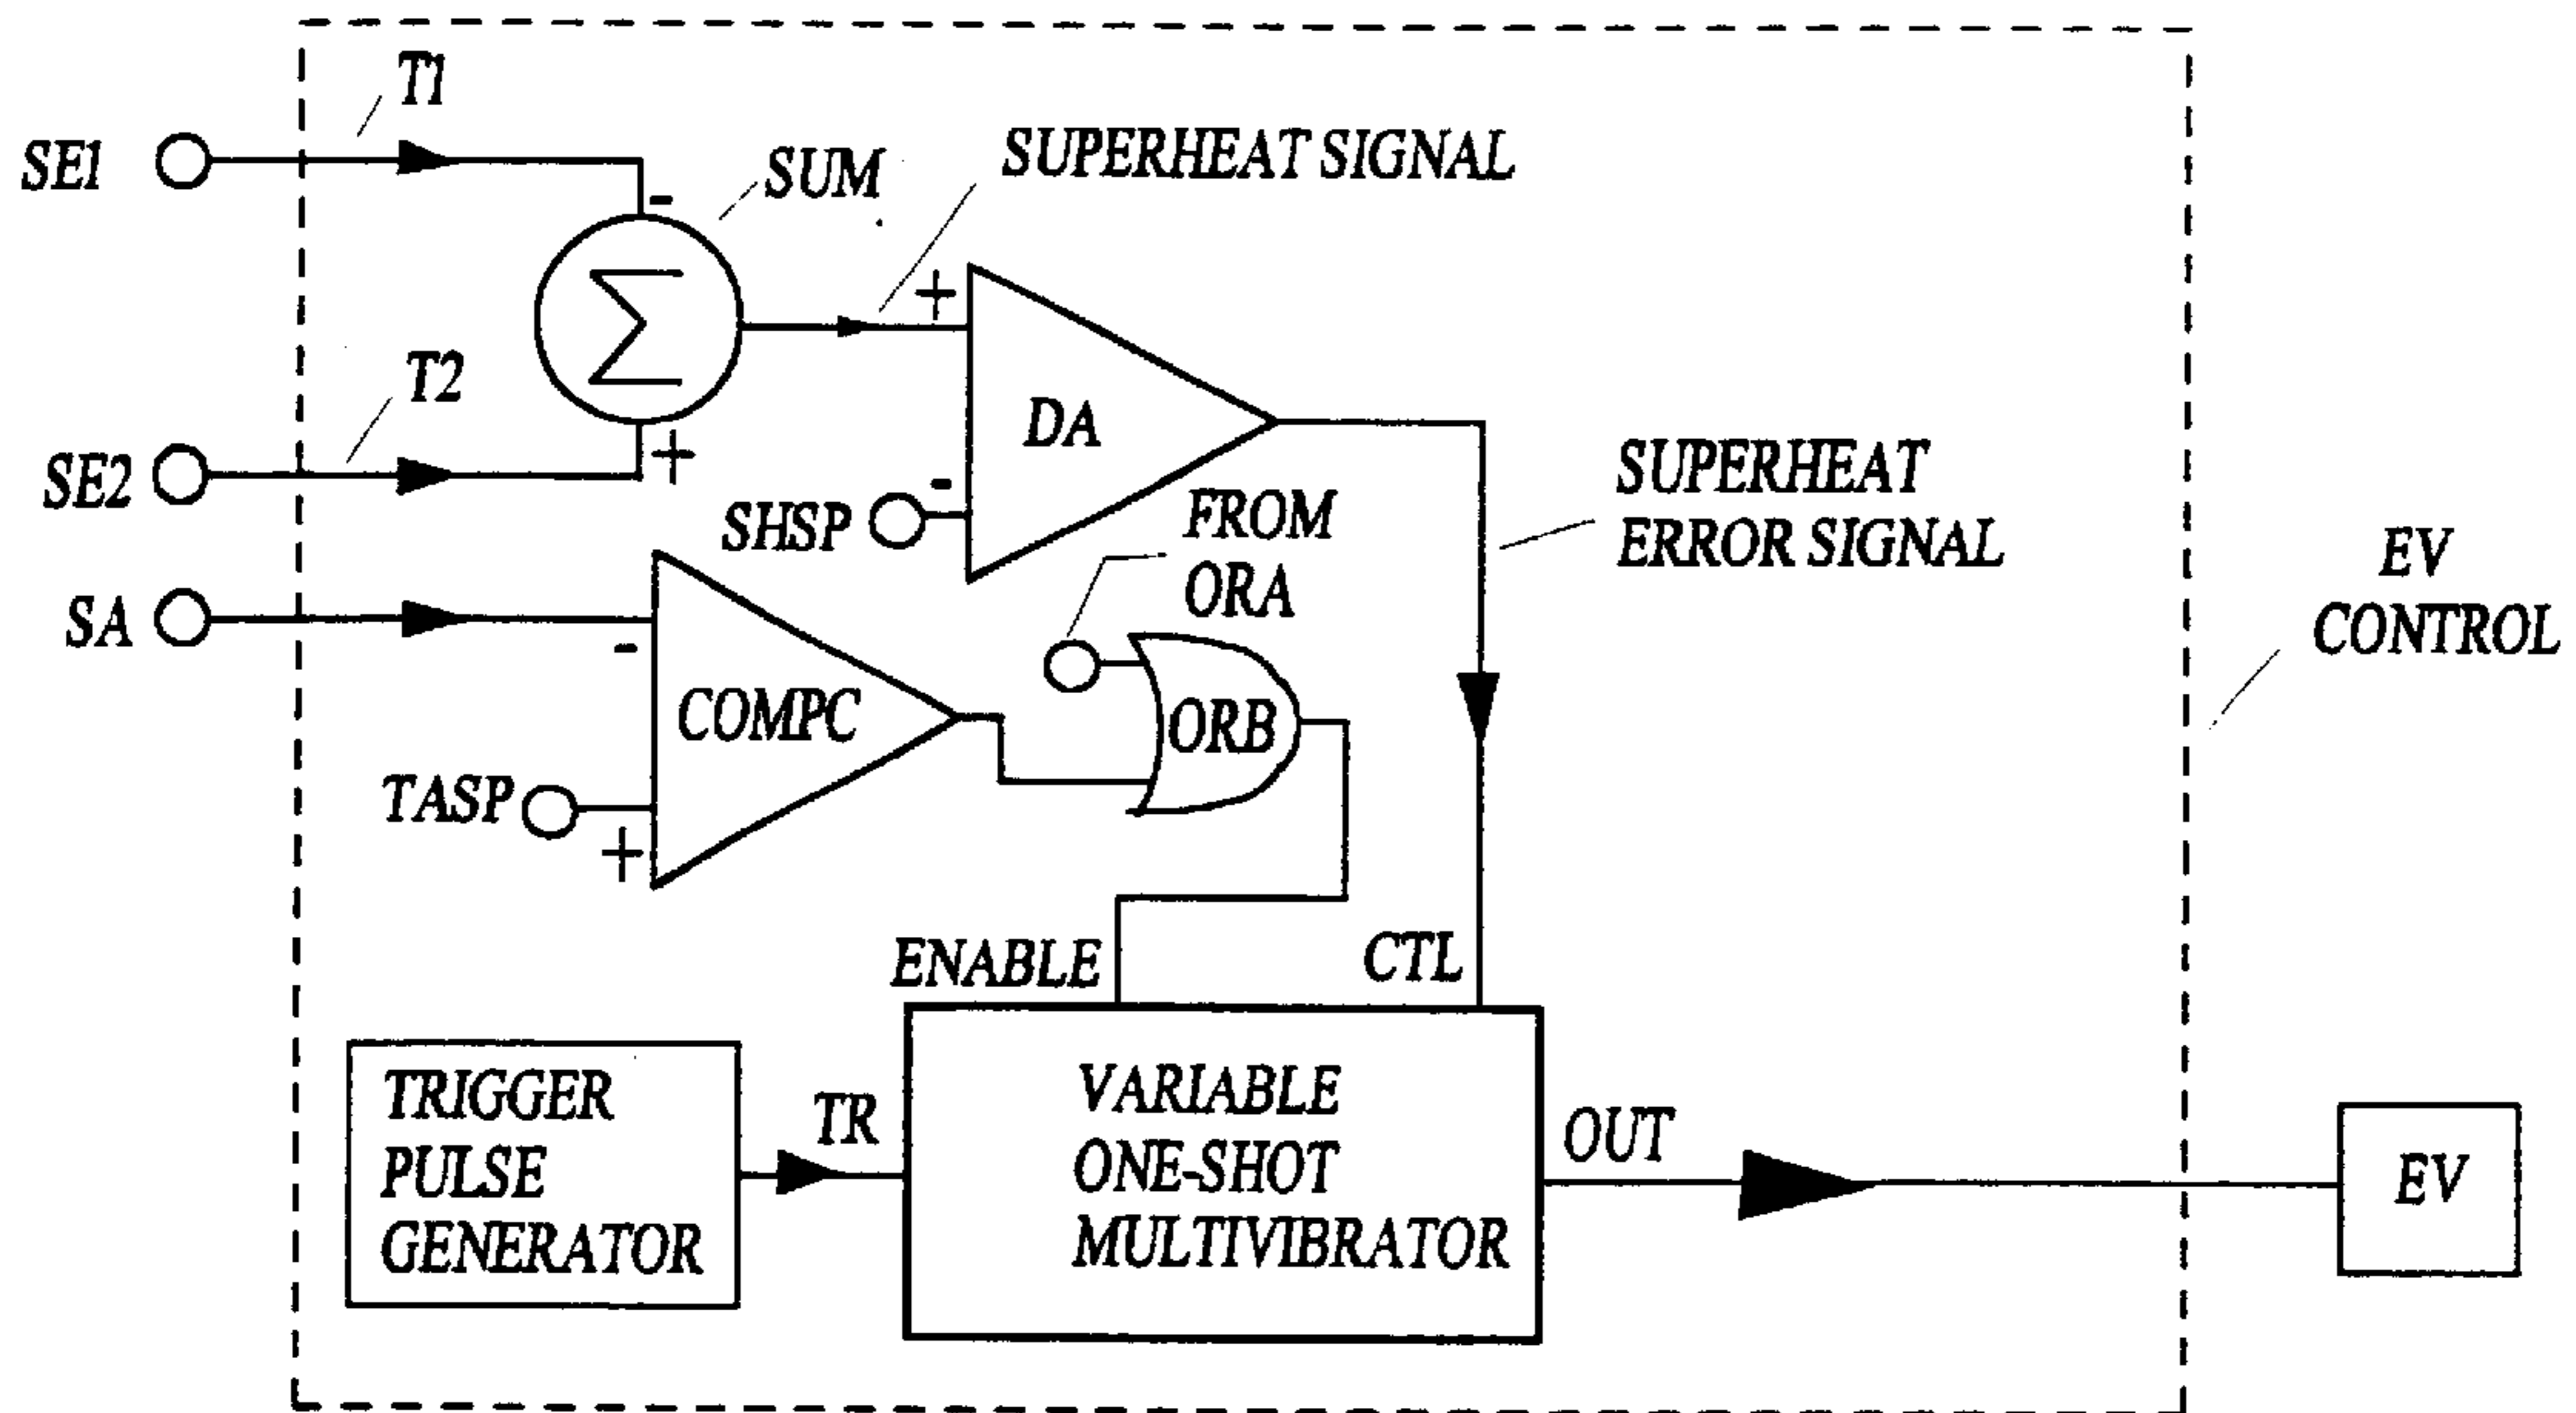 T1
SE1
-
SUM
SUPERHEAT SIGNAL
Σ
+
T2
SE2
+
DA
SHSP
-
FROM
ORA
SUPERHEAT
ERROR SIGNAL
EV
CONTROL
SA
-
COMPC
ORB
TASP
+
ENABLE
CTL
TRIGGER
PULSE
GENERATOR
TR
VARIABLE
ONE-SHOT
MULTIVIBRATOR
OUT
EV